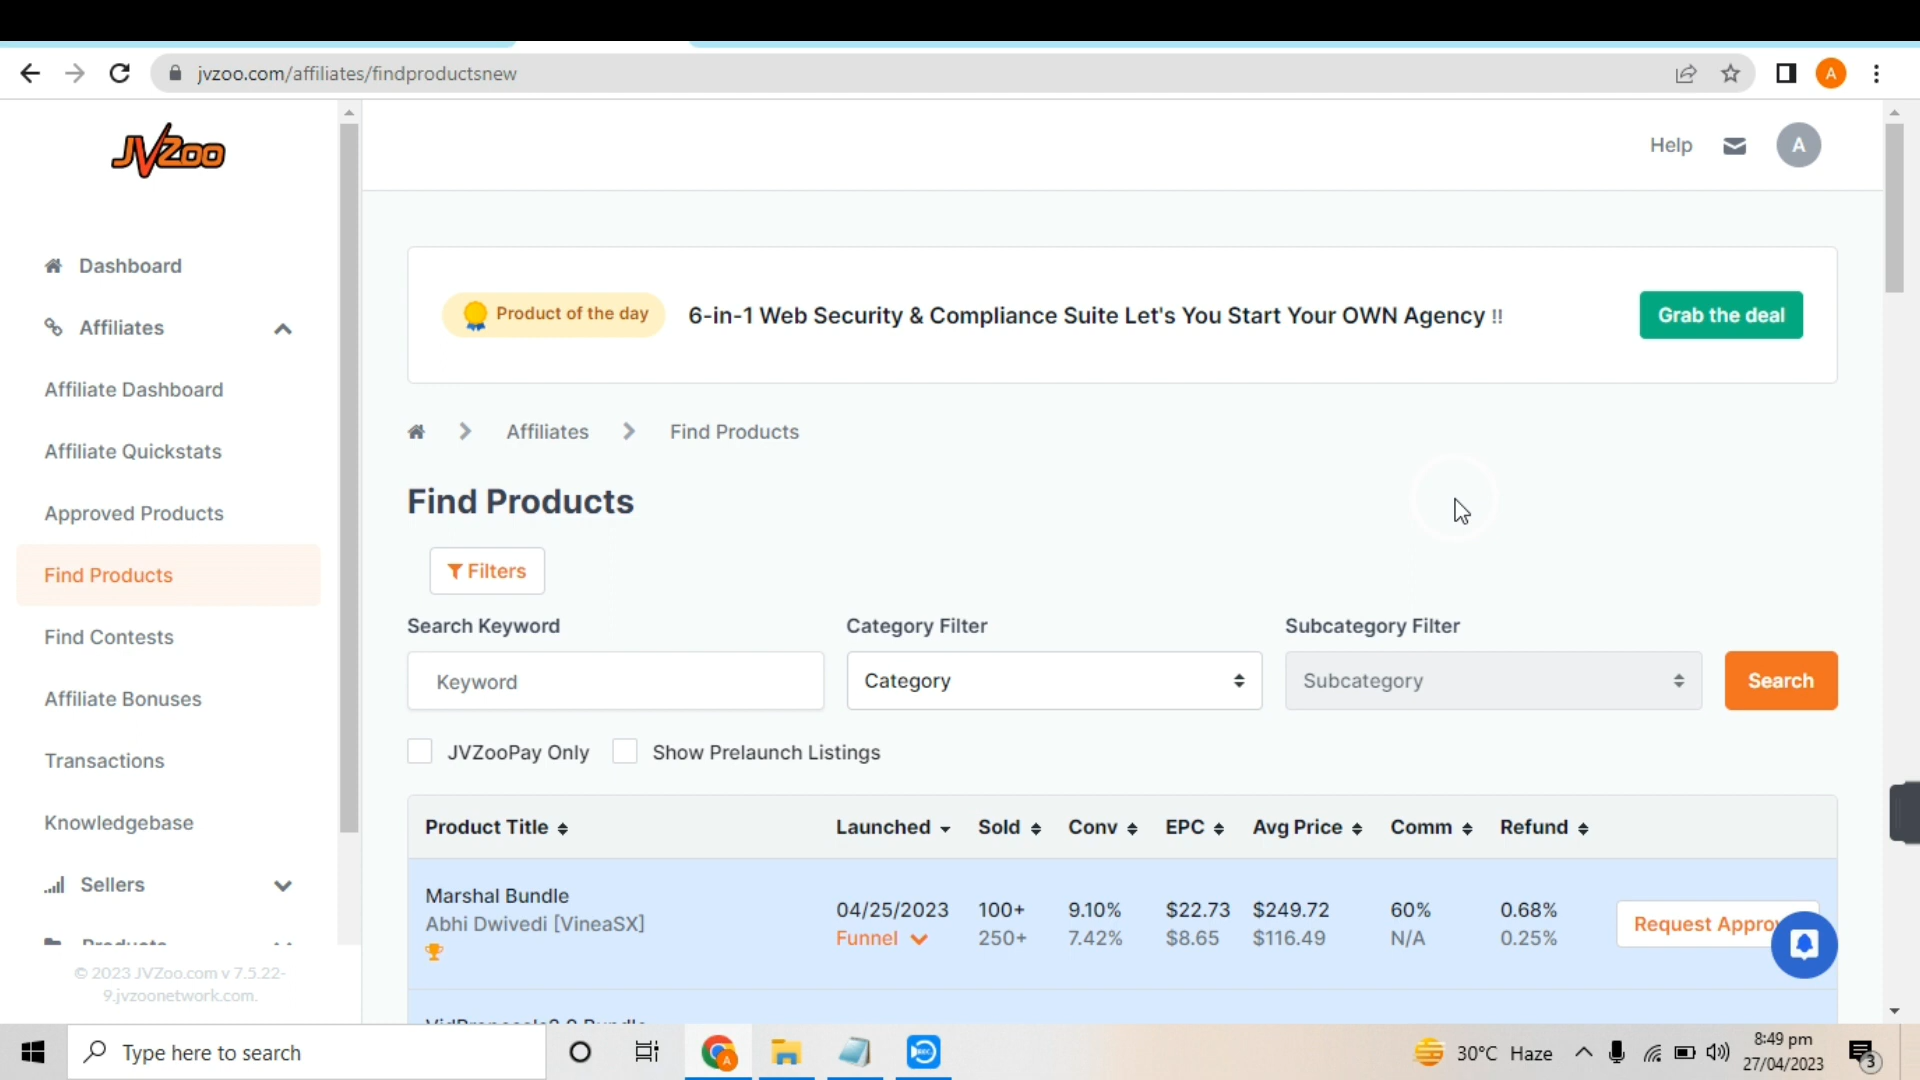 jvzoo.com/affiliates/findproductsnew
A
JVZoo
Help
A
Dashboard
Affiliates
Affiliate Dashboard
Affiliate Quickstats
Approved Products
Find Products
Find Contests
Affiliate Bonuses
Transactions
Knowledgebase
Sellers
Products
© 2023 JVZoo.com v 7.5.22-
9.jvzoonetwork.com.
Product of the day
6-in-1 Web Security & Compliance Suite Let's You Start Your OWN Agency !!
Grab the deal
Affiliates
Find Products
Find Products
Filters
Search Keyword Category Filter Subcategory Filter
Keyword Category Subcategory Search
JVZooPay Only Show Prelaunch Listings
Product Title Launched Sold Conv EPC Avg Price Comm Refund
Marshal Bundle
Abhi Dwivedi [VineaSX]
04/25/2023 100+ 9.10% $22.73 $249.72 60% 0.68%
Funnel 250+ 7.42% $8.65 $116.49 N/A 0.25%
Request Appro
Type here to search
A
REC
30°C Haze
8:49 pm
27/04/2023
3